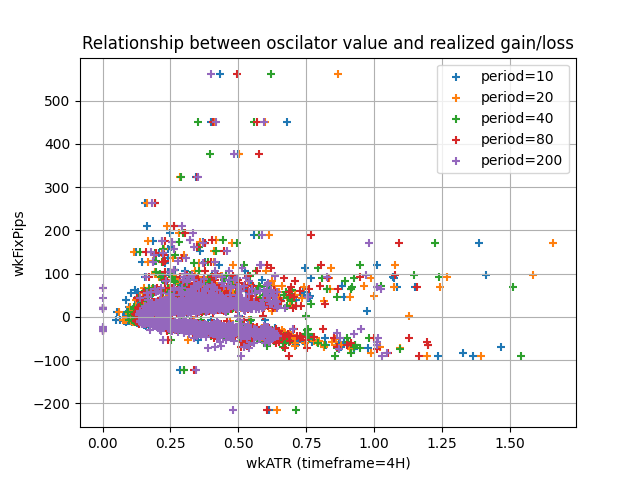 Relationship between oscilator value and realized gain/loss
period=10
period=20
period=40
period=80
period=200
wkFixPips
500
400
300
200
100
0
−100
−200
0.00 0.25 0.50 0.75 1.00 1.25 1.50
wkATR (timeframe=4H)